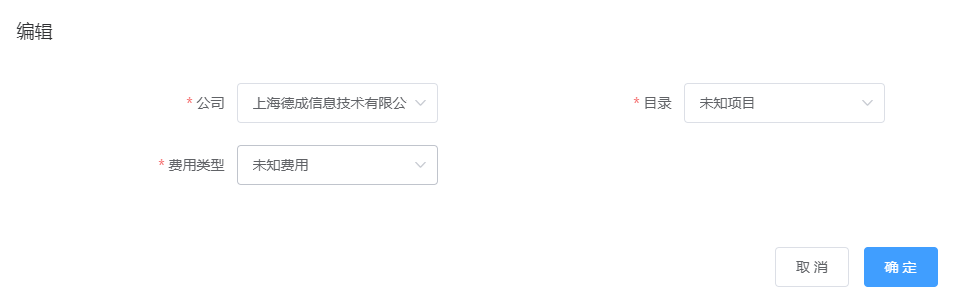 编辑
* 公司 上海德成信息技术有限公 * 目录 未知项目
* 费用类型 未知费用
取 消 确 定